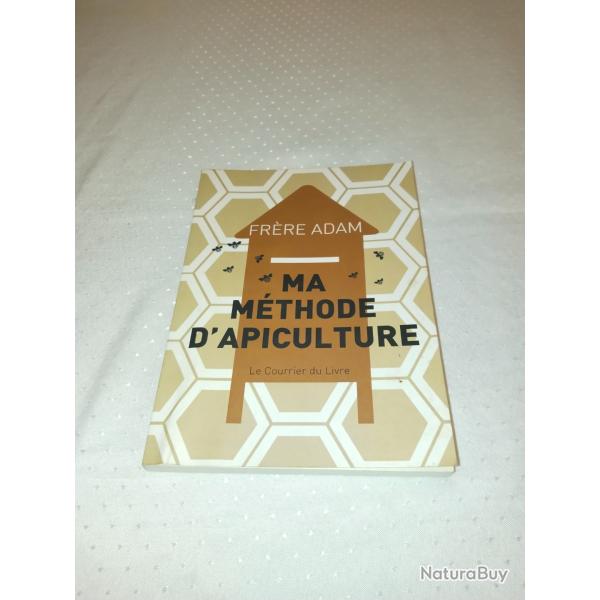 FRÈRE ADAM
MA
MÉTHODE
D'APICULTURE
Le Courrier du Livre
NaturaBuy